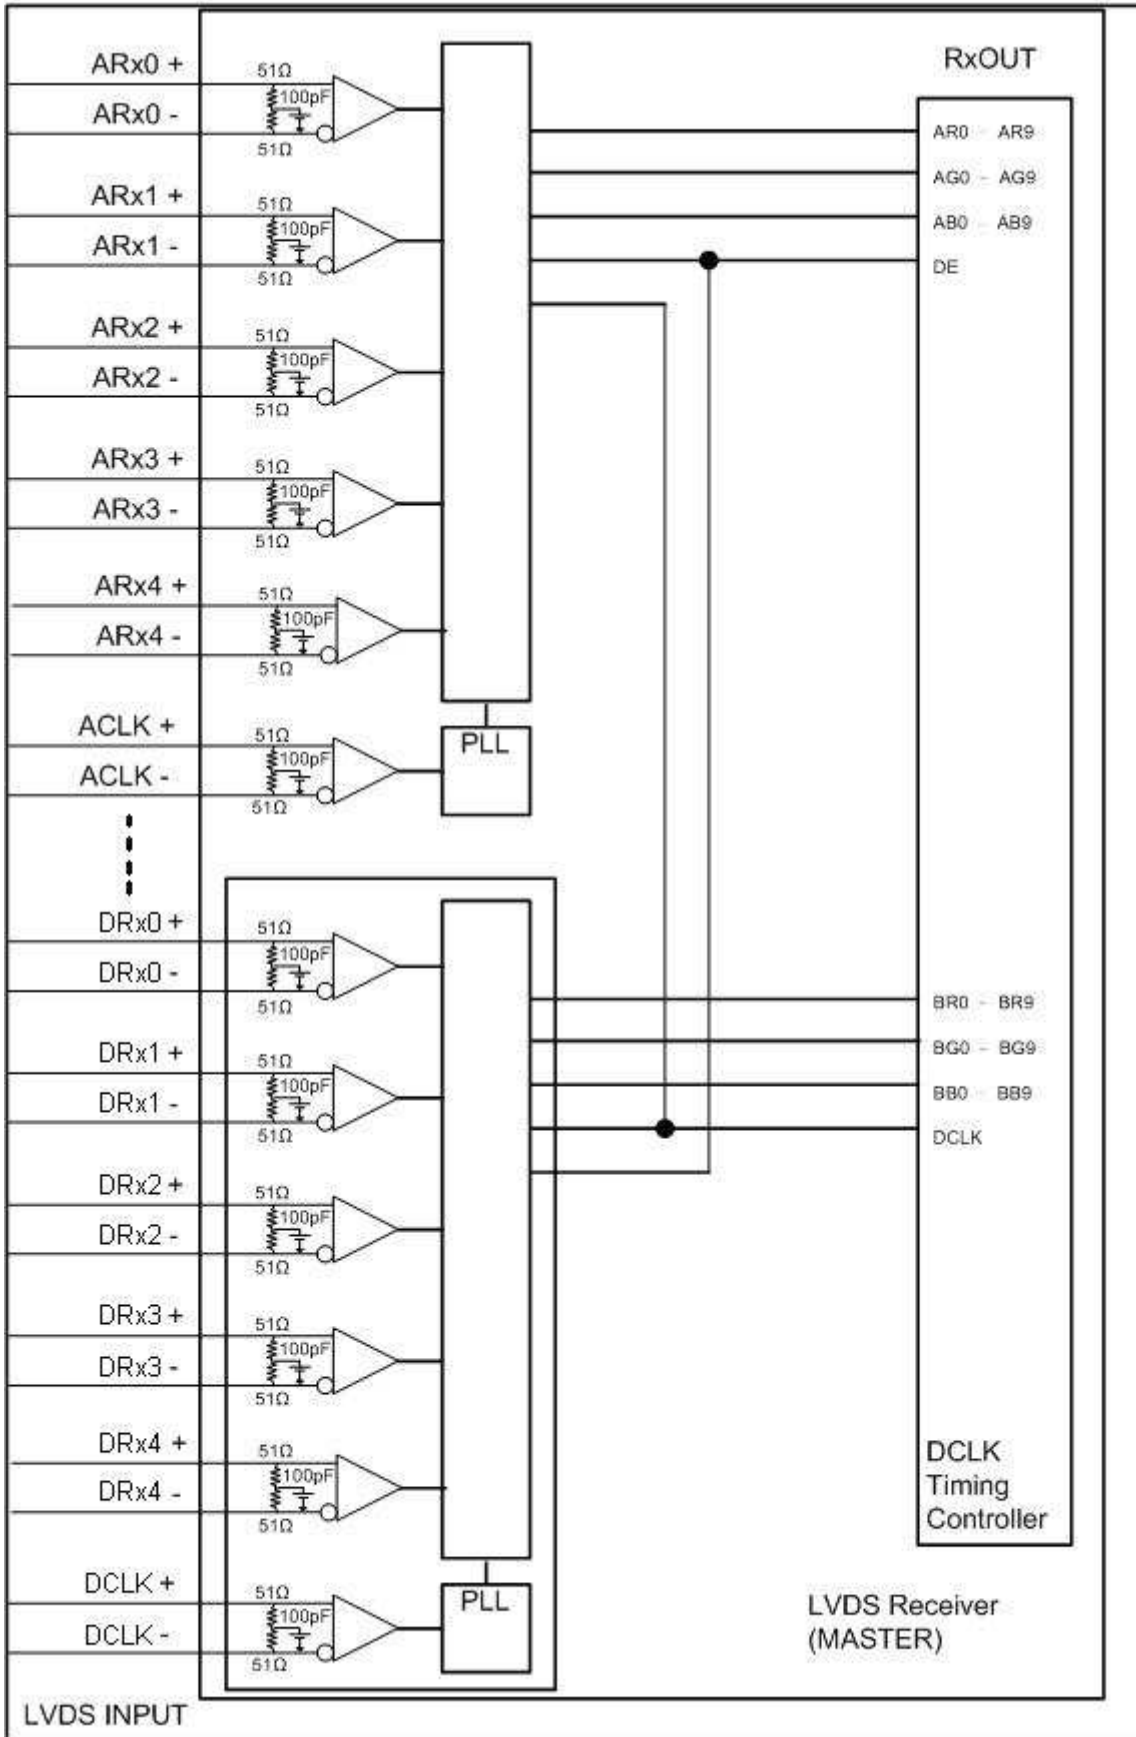 RxOUT
ARx0 +
51Ω
100pF
ARx0 -
51Ω
AR0 - AR9
AG0 - AG9
ARx1 +
51Ω
100pF
AB0 - AB9
ARx1 -
51Ω
DE
ARx2 +
51Ω
100pF
ARx2 -
51Ω
ARx3 +
51Ω
100pF
ARx3 -
51Ω
ARx4 +
51Ω
100pF
ARx4 -
51Ω
ACLK +
51Ω
100pF
PLL
ACLK -
51Ω
DRx0 +
51Ω
100pF
DRx0 -
51Ω
BR0 - BR9
BG0 - BG9
DRx1 +
51Ω
100pF
BB0 - BB9
DRx1 -
51Ω
DCLK
DRx2 +
51Ω
100pF
DRx2 -
51Ω
DRx3 +
51Ω
100pF
DRx3 -
51Ω
DRx4 +
51Ω
100pF
DRx4 -
51Ω
DCLK
Timing
Controller
DCLK +
51Ω
100pF
PLL
DCLK -
51Ω
LVDS Receiver
(MASTER)
LVDS INPUT